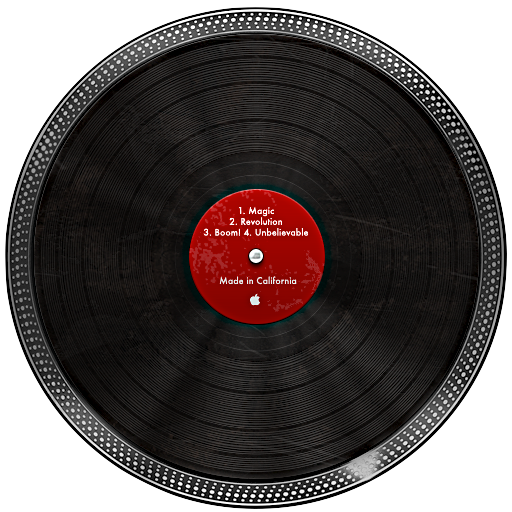 1. Magic
2. Revolution
3. Boom! 4. Unbelievable
Made in California